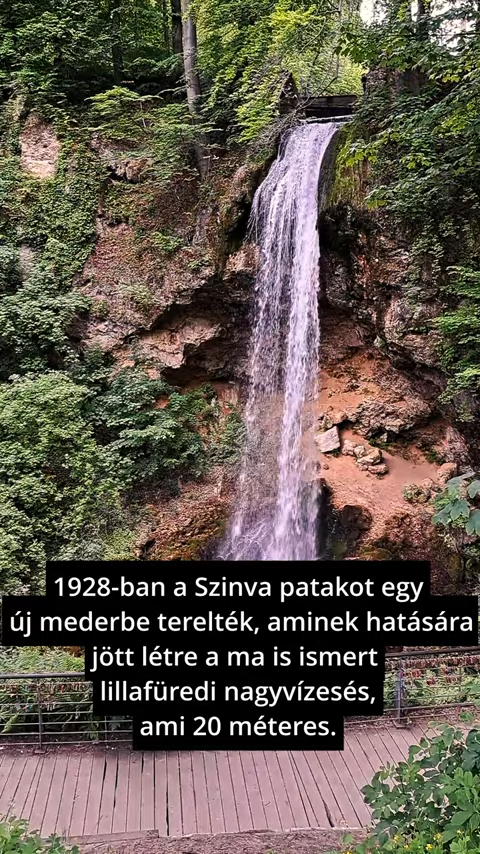 1928-ban a Szinva patakot egy
új mederbe terelték, aminek hatására
jött létre a ma is ismert
lillafüredi nagyvízesés,
ami 20 méteres.